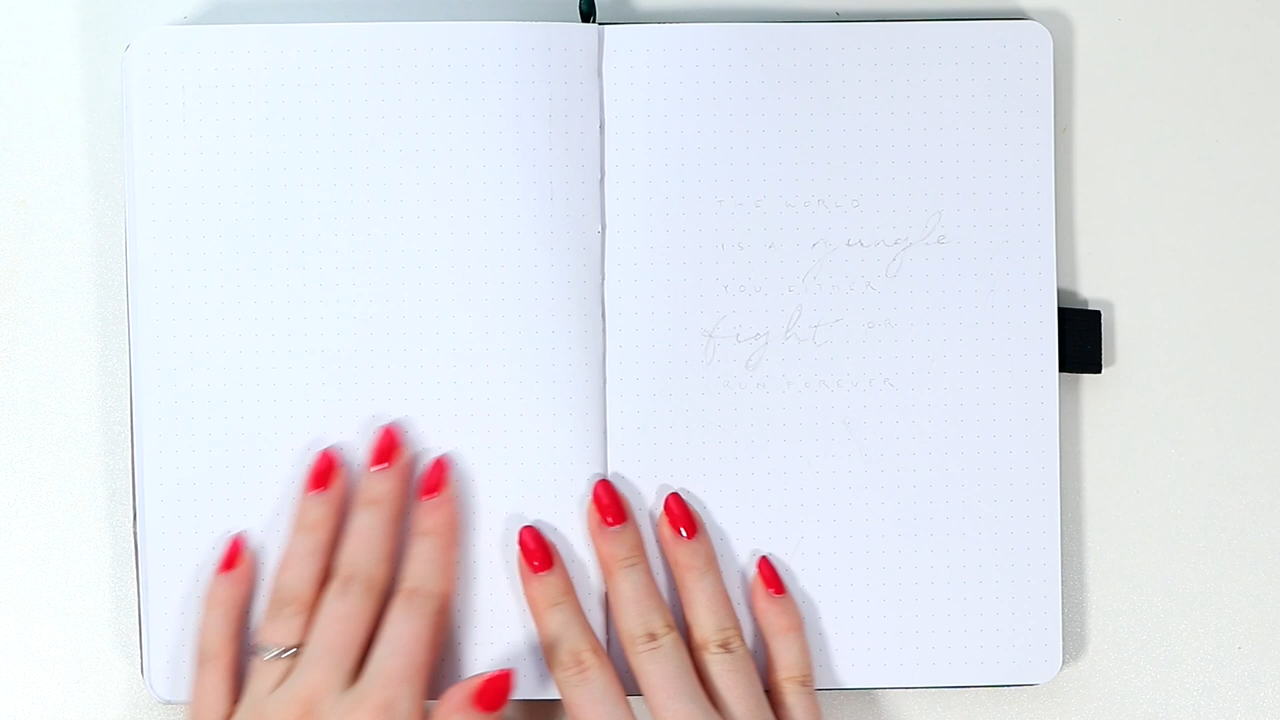 THE WORLD
IS A jungle
YOU EITHER
fight OR
RUN FOREVER